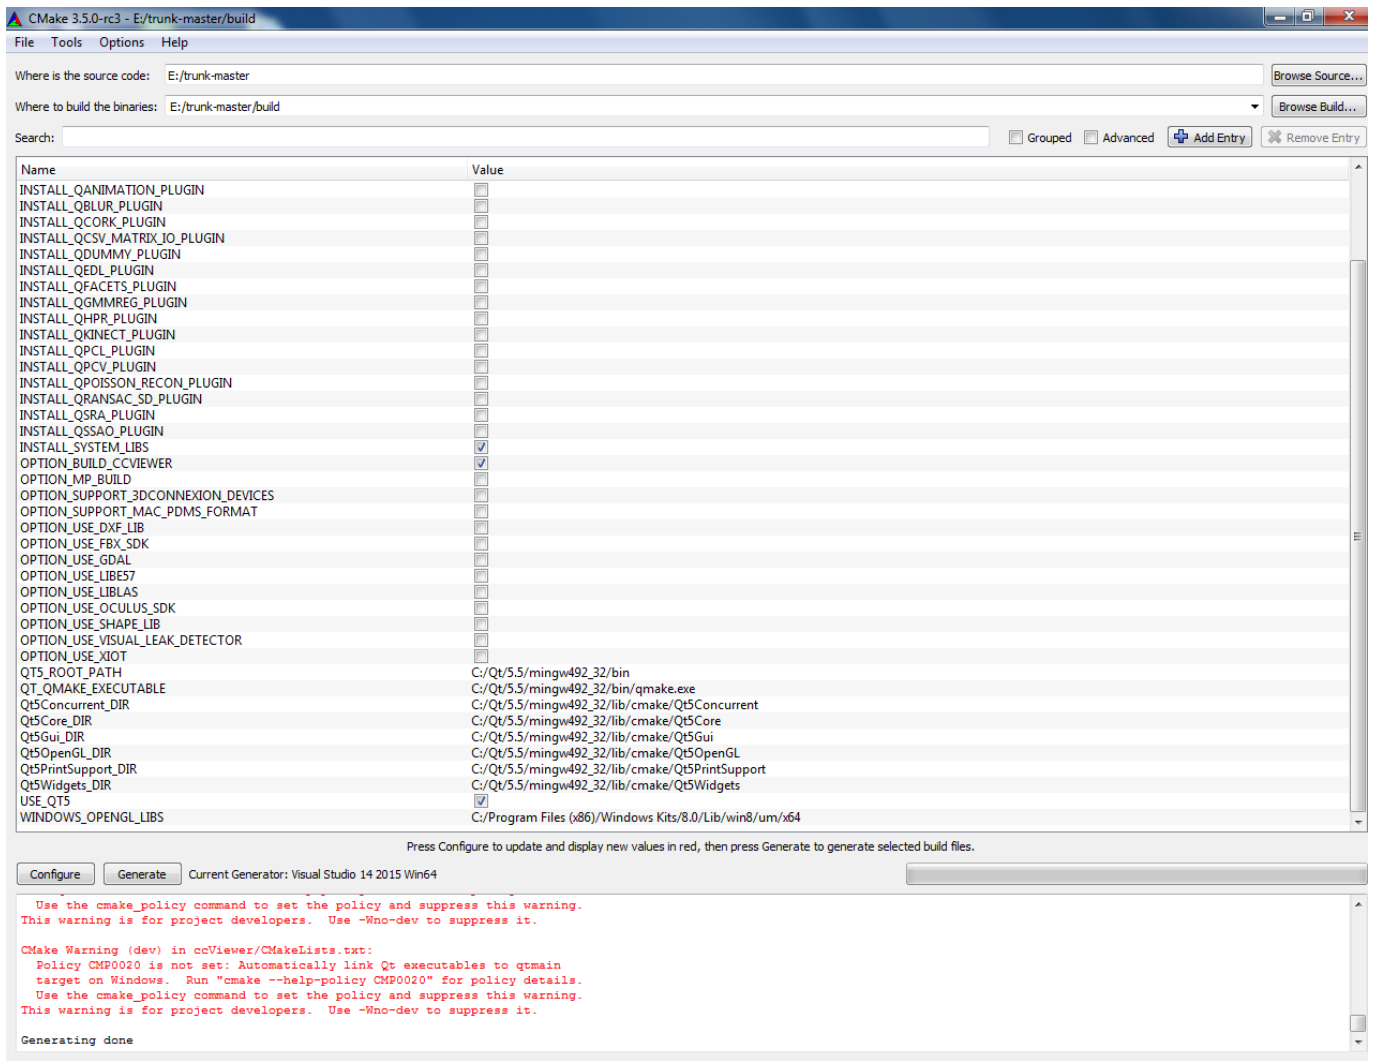 CMake 3.5.0-rc3 - E:/trunk-master/build
File Tools Options Help
Where is the source code: E:/trunk-master Browse Source...
Where to build the binaries: E:/trunk-master/build Browse Build...
Search: Grouped Advanced Add Entry Remove Entry
Name Value
INSTALL_QANIMATION_PLUGIN
INSTALL_QBLUR_PLUGIN
INSTALL_QCORK_PLUGIN
INSTALL_QCSV_MATRIX_IO_PLUGIN
INSTALL_QDUMMY_PLUGIN
INSTALL_QEDL_PLUGIN
INSTALL_QFACETS_PLUGIN
INSTALL_QGMMREG_PLUGIN
INSTALL_QHPR_PLUGIN
INSTALL_QKINECT_PLUGIN
INSTALL_QPCL_PLUGIN
INSTALL_QPCV_PLUGIN
INSTALL_QPOISSON_RECON_PLUGIN
INSTALL_QRANSAC_SD_PLUGIN
INSTALL_QSRA_PLUGIN
INSTALL_QSSAO_PLUGIN
INSTALL_SYSTEM_LIBS
OPTION_BUILD_CCVIEWER
OPTION_MP_BUILD
OPTION_SUPPORT_3DCONNEXION_DEVICES
OPTION_SUPPORT_MAC_PDMS_FORMAT
OPTION_USE_DXF_LIB
OPTION_USE_FBX_SDK
OPTION_USE_GDAL
OPTION_USE_LIBE57
OPTION_USE_LIBLAS
OPTION_USE_OCULUS_SDK
OPTION_USE_SHAPE_LIB
OPTION_USE_VISUAL_LEAK_DETECTOR
OPTION_USE_XIOT
QT5_ROOT_PATH C:/Qt/5.5/mingw492_32/bin
QT_QMAKE_EXECUTABLE C:/Qt/5.5/mingw492_32/bin/qmake.exe
Qt5Concurrent_DIR C:/Qt/5.5/mingw492_32/lib/cmake/Qt5Concurrent
Qt5Core_DIR C:/Qt/5.5/mingw492_32/lib/cmake/Qt5Core
Qt5Gui_DIR C:/Qt/5.5/mingw492_32/lib/cmake/Qt5Gui
Qt5OpenGL_DIR C:/Qt/5.5/mingw492_32/lib/cmake/Qt5OpenGL
Qt5PrintSupport_DIR C:/Qt/5.5/mingw492_32/lib/cmake/Qt5PrintSupport
Qt5Widgets_DIR C:/Qt/5.5/mingw492_32/lib/cmake/Qt5Widgets
USE_QT5
WINDOWS_OPENGL_LIBS C:/Program Files (x86)/Windows Kits/8.0/Lib/win8/um/x64
Press Configure to update and display new values in red, then press Generate to generate selected build files.
Configure Generate Current Generator: Visual Studio 14 2015 Win64
Use the cmake_policy command to set the policy and suppress this warning.
This warning is for project developers. Use -Wno-dev to suppress it.
CMake Warning (dev) in ccViewer/CMakeLists.txt:
Policy CMP0020 is not set: Automatically link Qt executables to qtmain
target on Windows. Run "cmake --help-policy CMP0020" for policy details.
Use the cmake_policy command to set the policy and suppress this warning.
This warning is for project developers. Use -Wno-dev to suppress it.
Generating done